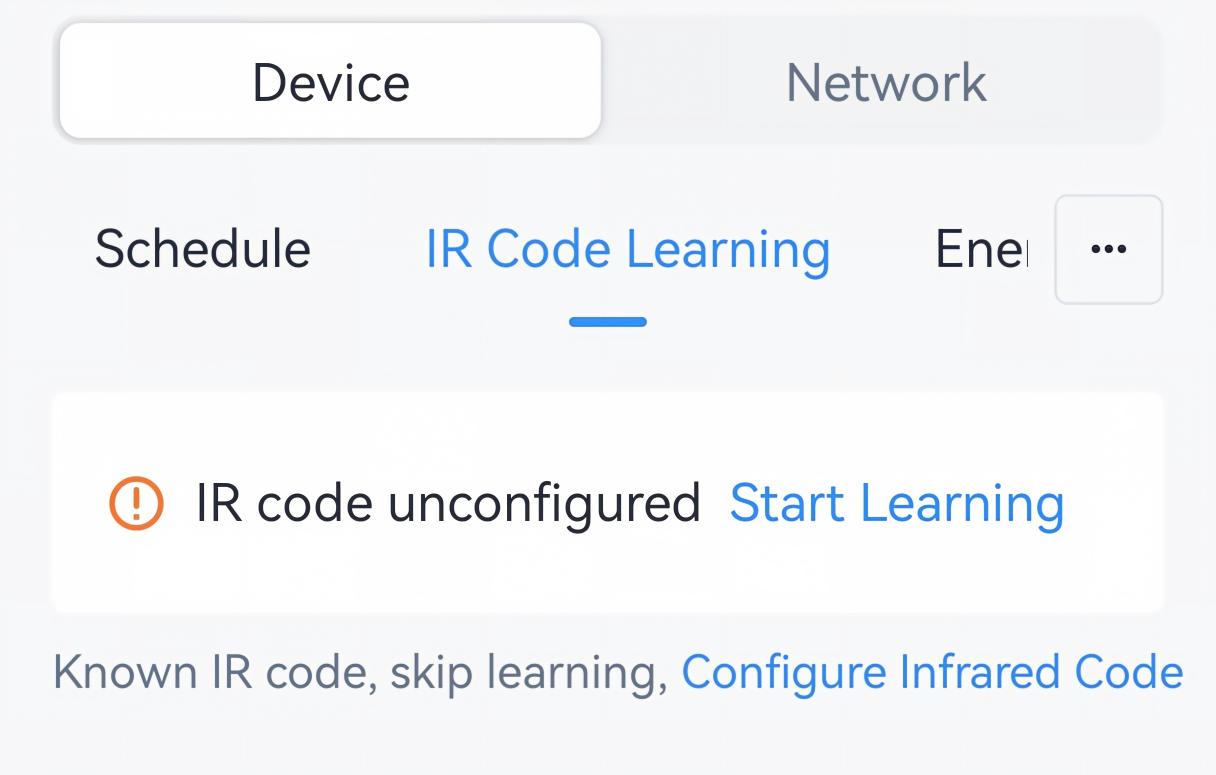 Device Network
Schedule IR Code Learning Ener ...
IR code unconfigured Start Learning
Known IR code, skip learning, Configure Infrared Code